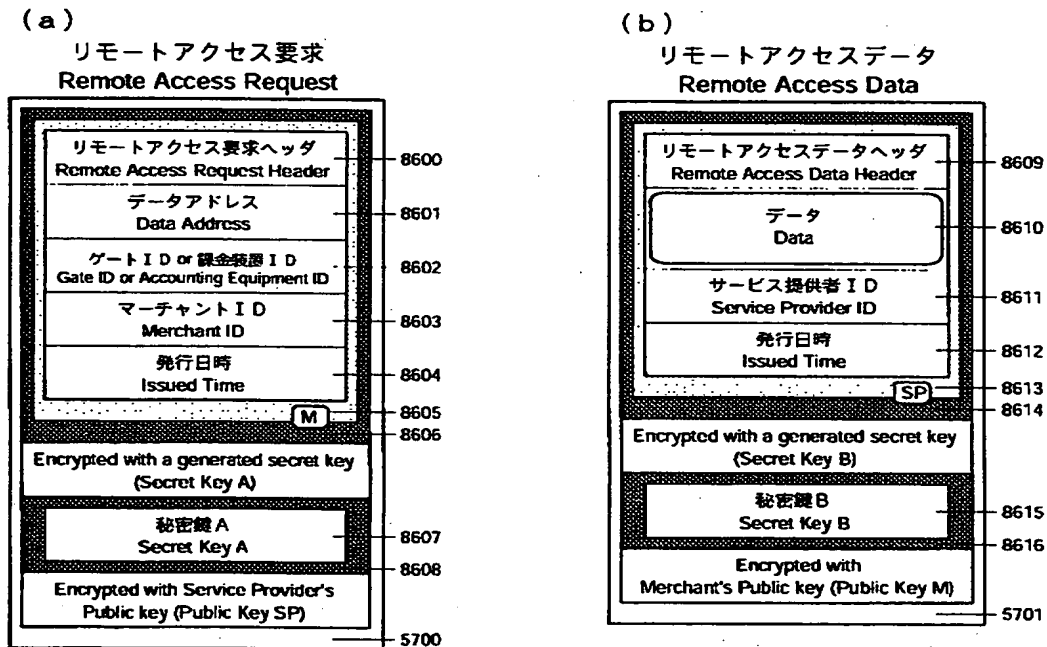 (a)
リモートアクセス要求
Remote Access Request
リモートアクセス要求ヘッダ
Remote Access Request Header
8600
データアドレス
Data Address
8601
ゲートID or 課金装置ID
Gate ID or Accounting Equipment ID
8602
マーチャントID
Merchant ID
8603
発行日時
Issued Time
8604
M
8605
8606
Encrypted with a generated secret key
(Secret Key A)
秘密鍵A
Secret Key A
8607
8608
Encrypted with Service Provider's
Public key (Public Key SP)
5700
(b)
リモートアクセスデータ
Remote Access Data
リモートアクセスデータヘッダ
Remote Access Data Header
8609
データ
Data
8610
サービス提供者ID
Service Provider ID
8611
発行日時
Issued Time
8612
SP
8613
8614
Encrypted with a generated secret key
(Secret Key B)
秘密鍵B
Secret Key B
8615
8616
Encrypted with
Merchant's Public key (Public Key M)
5701